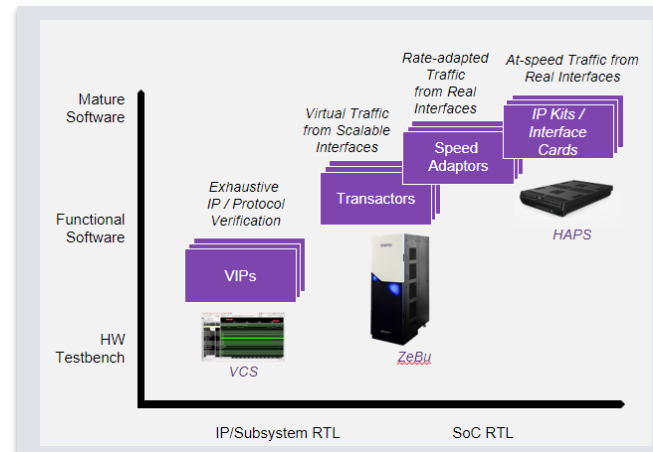 Rate-adapted
Traffic
from Real
Interfaces
At-speed Traffic from
Real Interfaces
Mature
Software
Virtual Traffic
from Scalable
Interfaces
IP Kits /
Interface
Cards
Speed
Adaptors
Exhaustive
IP / Protocol
Verification
Transactors
Functional
Software
HAPS
VIPs
HW
Testbench
VCS
ZeBu
IP/Subsystem RTL
SoC RTL